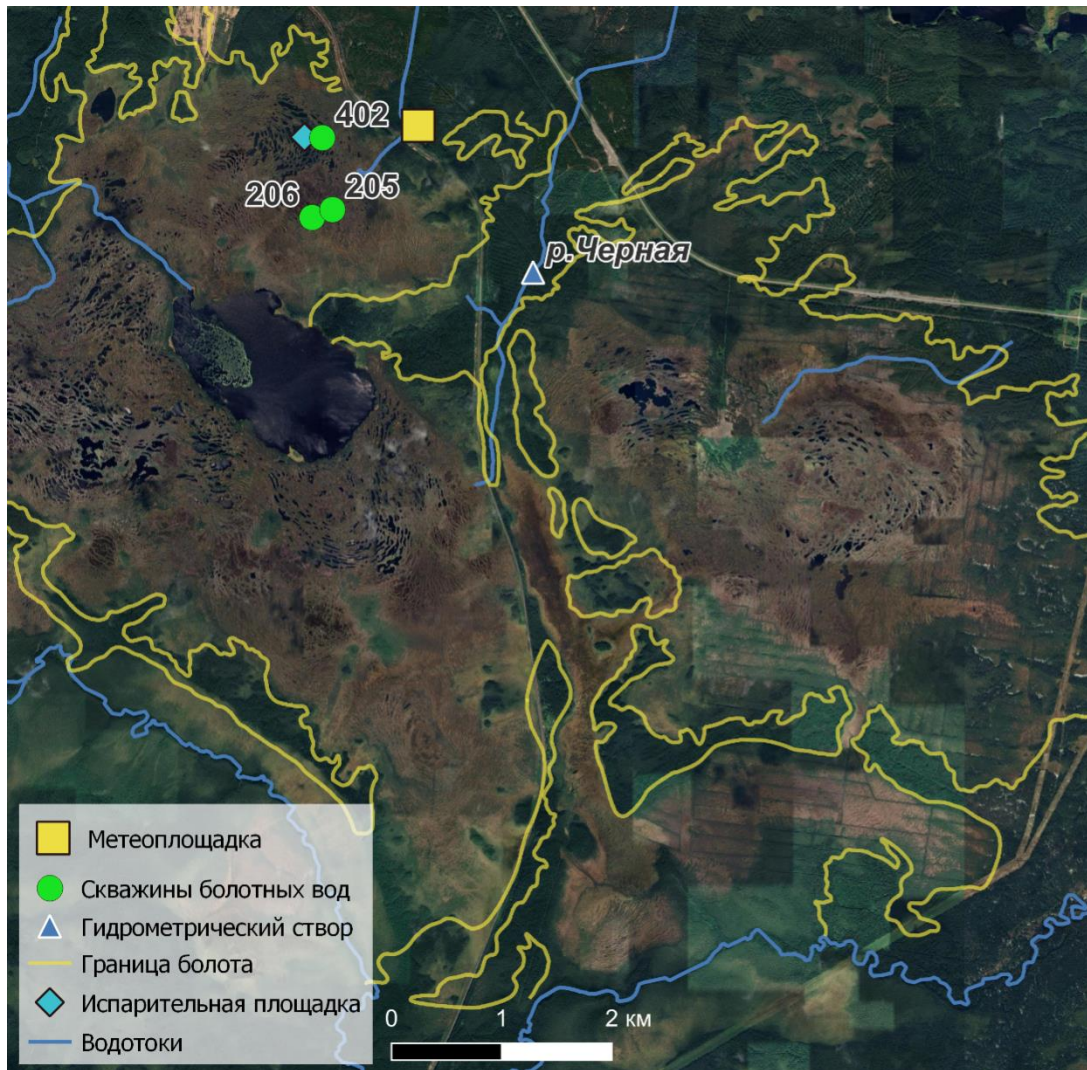 402
205
206
р.Черная
Метеоплощадка
Скважины болотных вод
Гидрометрический створ
Граница болота
Испарительная площадка
Водотоки
0 1 2 км